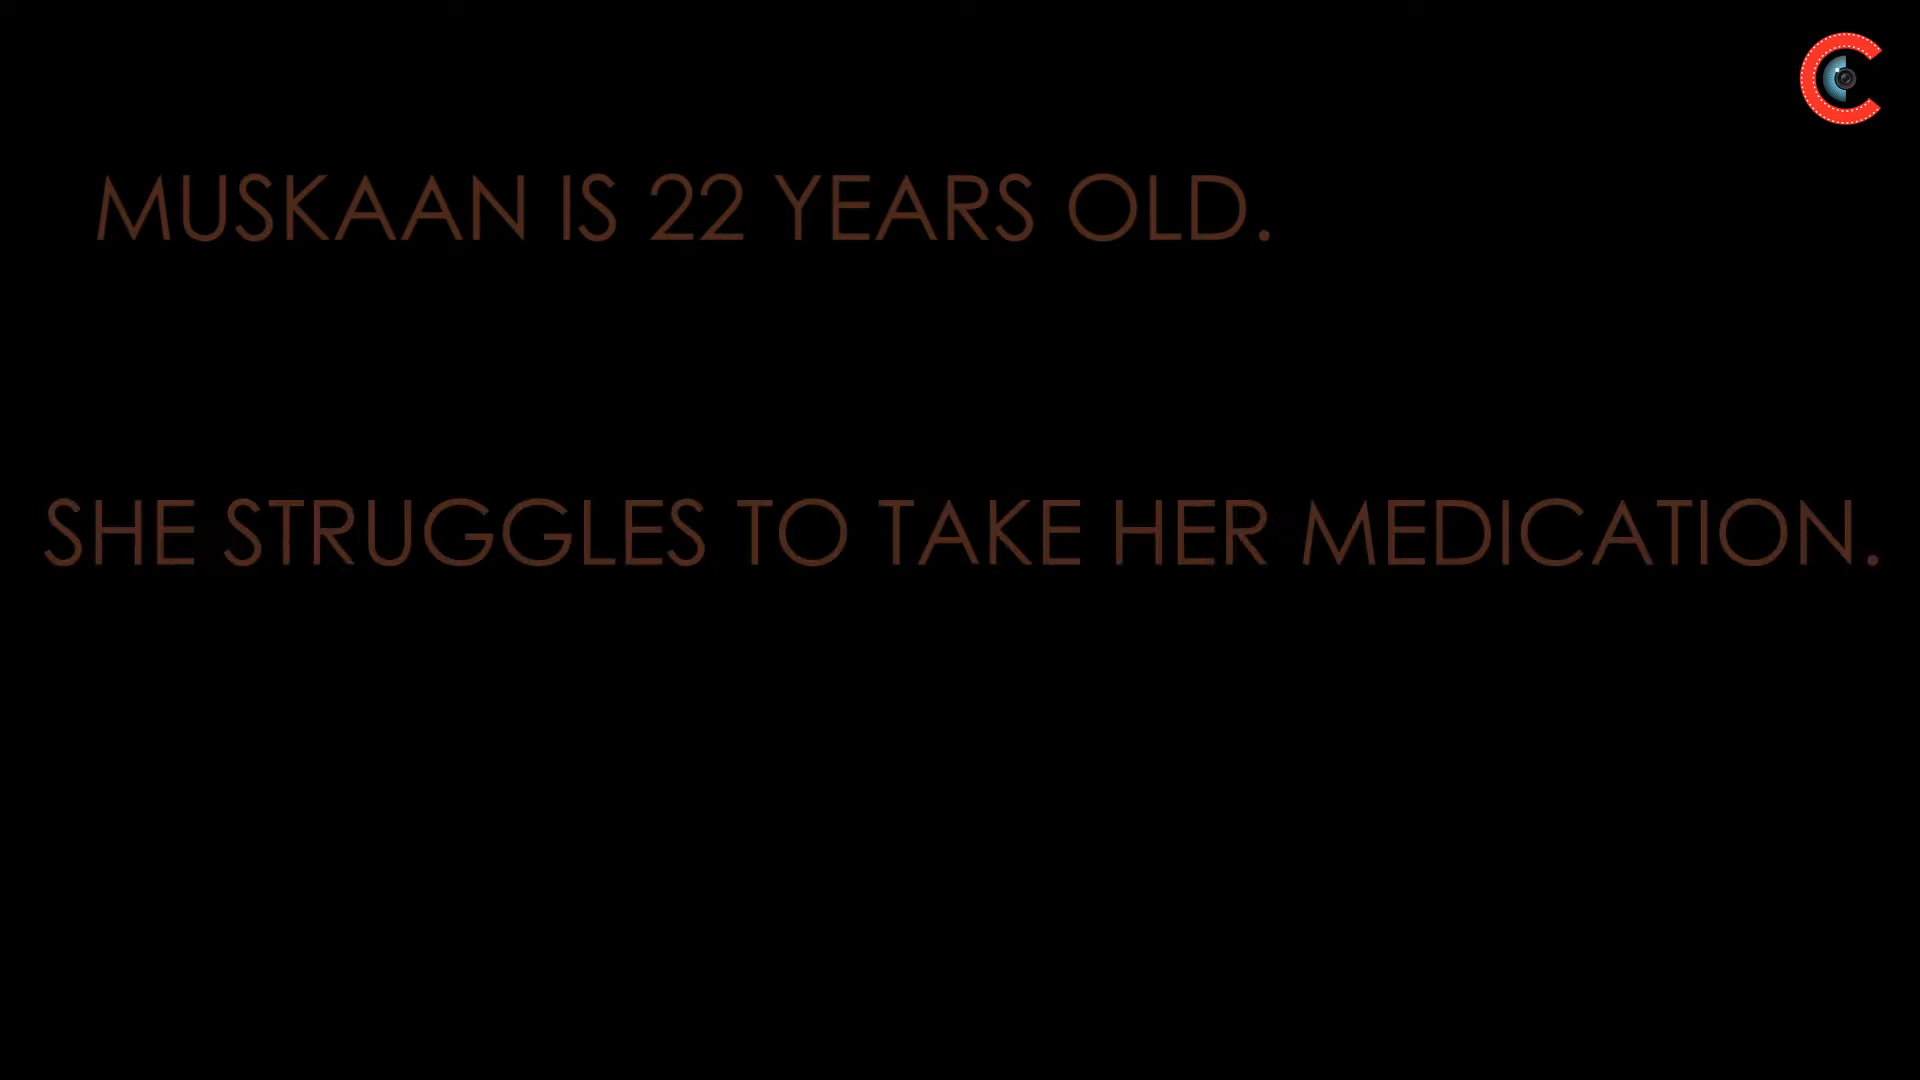 MUSKAAN IS 22 YEARS OLD.
SHE STRUGGLES TO TAKE HER MEDICATION.